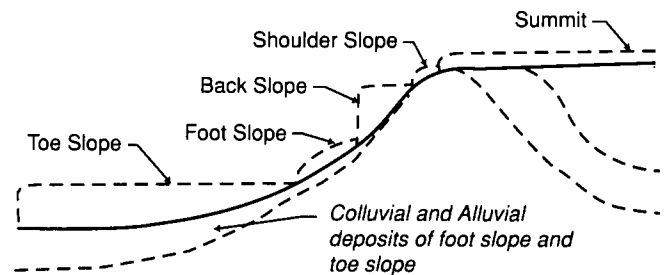 Summit
Shoulder Slope
Back Slope
Foot Slope
Toe Slope
Colluvial and Alluvial
deposits of foot slope and
toe slope